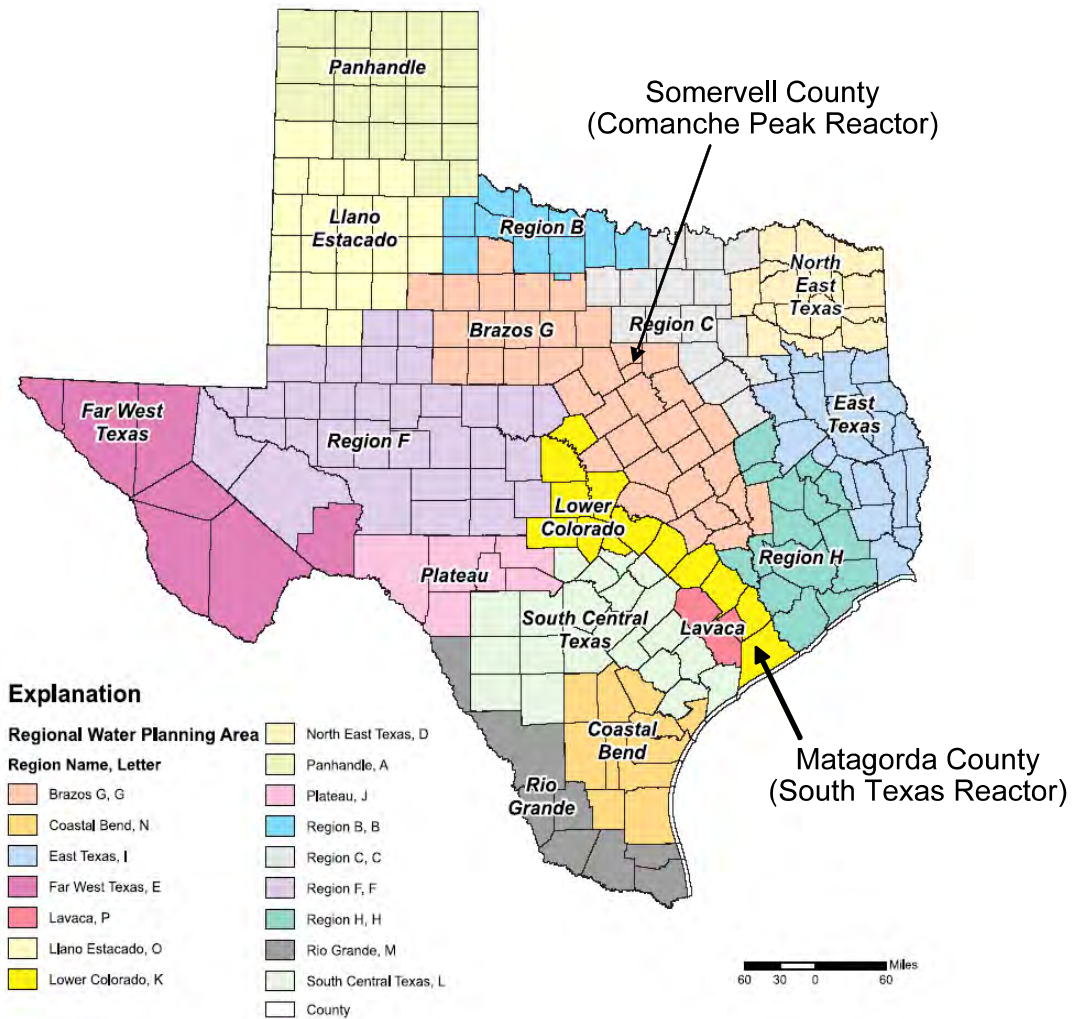 Panhandle
Somervell County
(Comanche Peak Reactor)
Llano
Estacado
Region B
North
East
Texas
Brazos G
Region C
Far West
Texas
Region F
East
Texas
Lower
Colorado
Region H
Plateau
South Central
Texas
Lavaca
Coastal
Bend
Rio
Grande
Matagorda County
(South Texas Reactor)
Explanation
Regional Water Planning Area
Region Name, Letter
Brazos G, G
Coastal Bend, N
East Texas, I
Far West Texas, E
Lavaca, P
Llano Estacado, O
Lower Colorado, K
North East Texas, D
Panhandle, A
Plateau, J
Region B, B
Region C, C
Region F, F
Region H, H
Rio Grande, M
South Central Texas, L
County
Miles
60 30 0 60